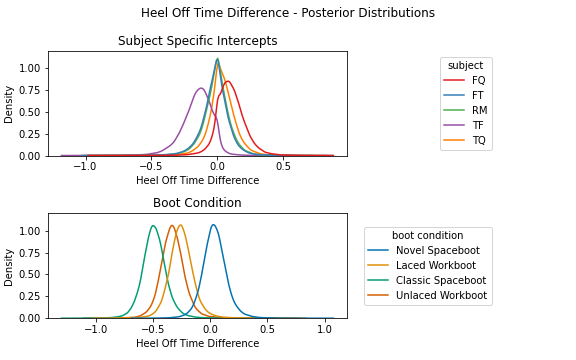 Heel Off Time Difference - Posterior Distributions
Subject Specific Intercepts
Density
1.00
0.75
0.50
0.25
0.00
−1.0
−0.5
0.0
0.5
Heel Off Time Difference
subject
FQ
FT
RM
TF
TQ
Boot Condition
Density
1.00
0.75
0.50
0.25
0.00
−1.0
−0.5
0.0
0.5
1.0
Heel Off Time Difference
boot condition
Novel Spaceboot
Laced Workboot
Classic Spaceboot
Unlaced Workboot